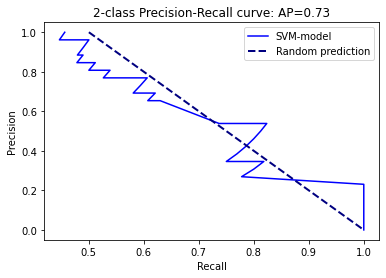 2-class Precision-Recall curve: AP=0.73
SVM-model
Random prediction
Precision
1.0
0.8
0.6
0.4
0.2
0.0
0.5 0.6 0.7 0.8 0.9 1.0
Recall